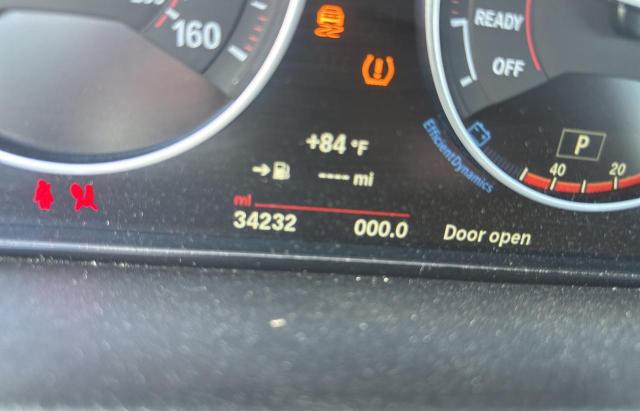 160
READY
OFF
+84 °F
---- mi
EfficientDynamics
P
40 20
mi
34232 000.0
Door open